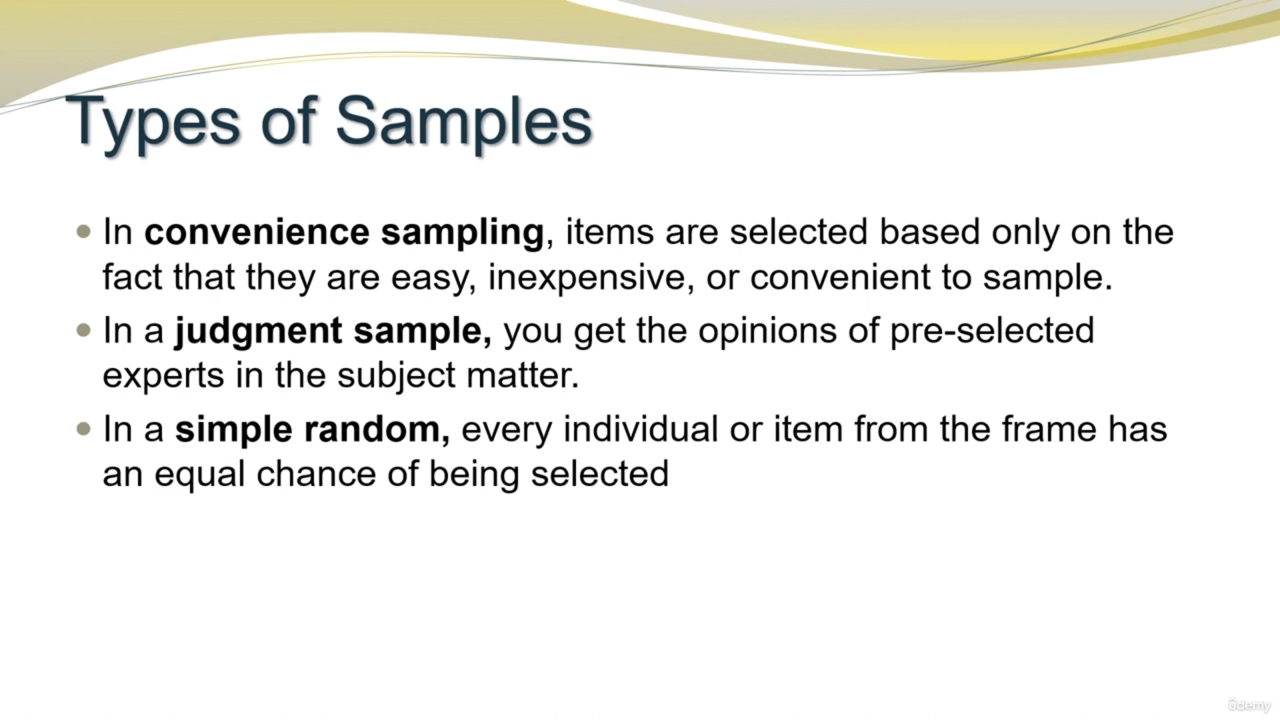 Types of Samples
• In convenience sampling, items are selected based only on the
fact that they are easy, inexpensive, or convenient to sample.
• In a judgment sample, you get the opinions of pre-selected
experts in the subject matter.
• In a simple random, every individual or item from the frame has
an equal chance of being selected
ûdemy